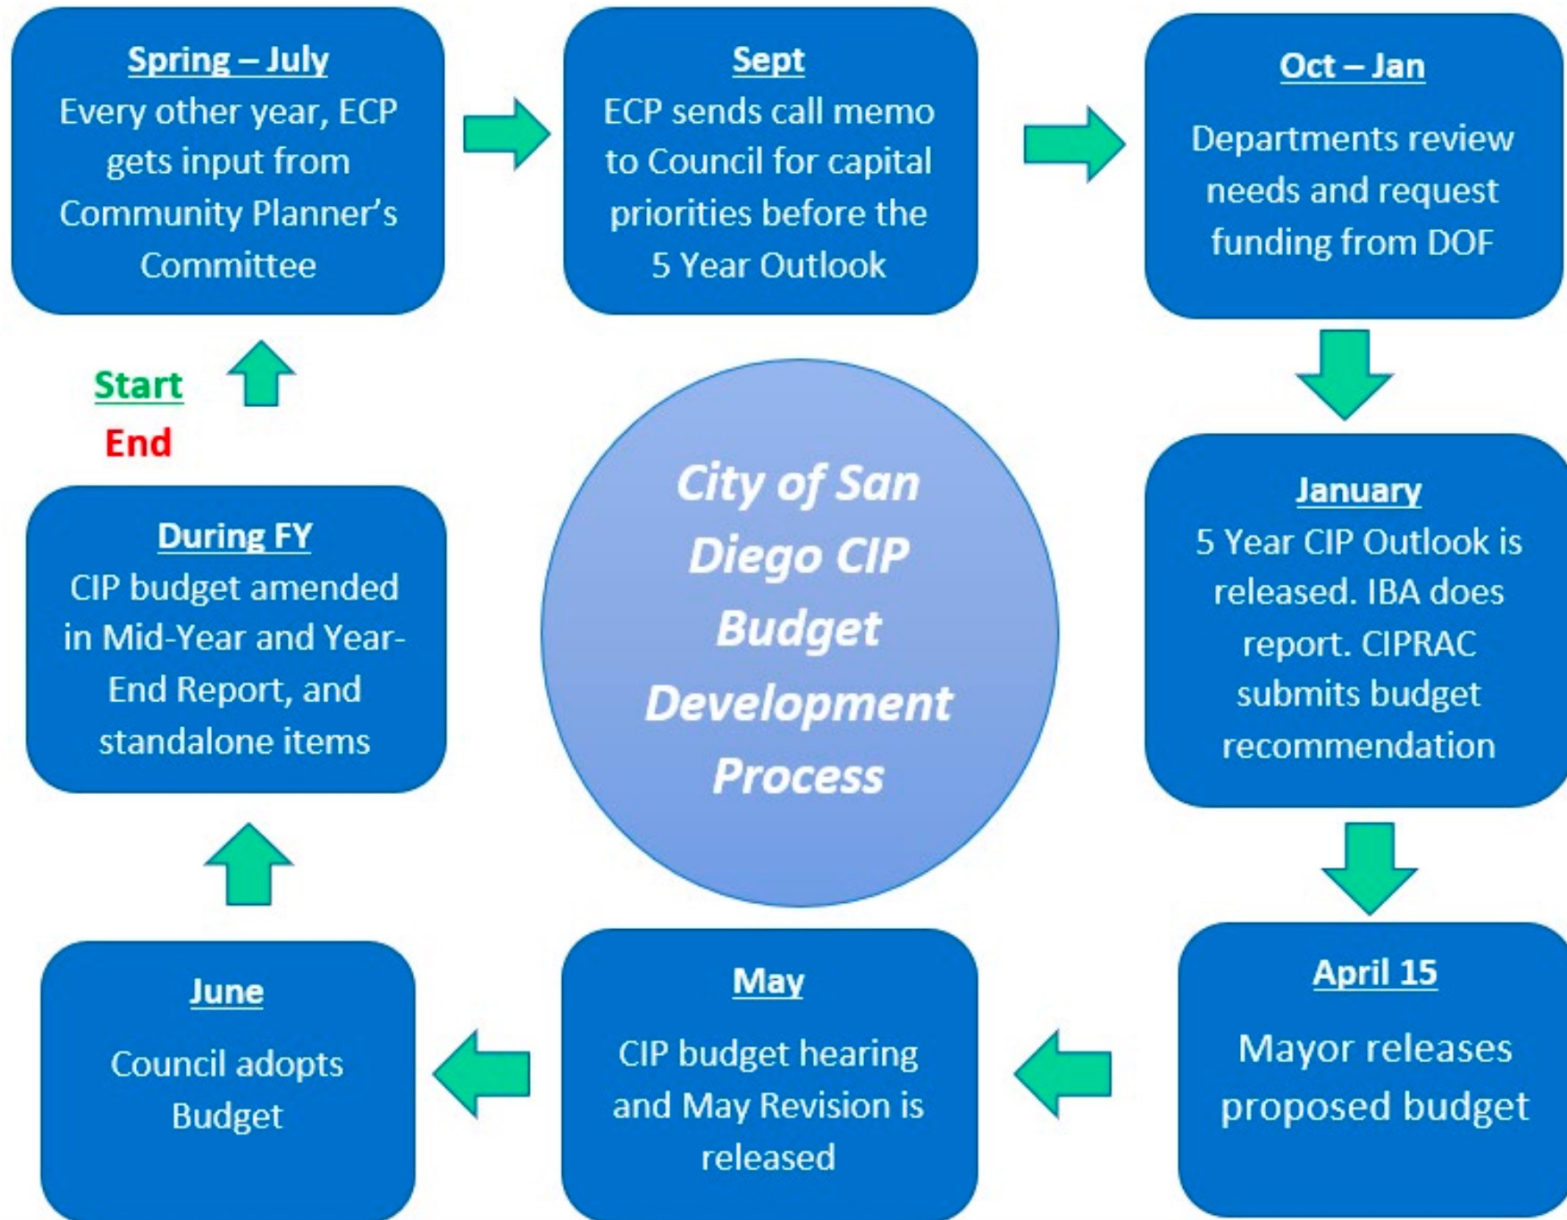 Spring – July
Every other year, ECP
gets input from
Community Planner’s
Committee
Sept
ECP sends call memo
to Council for capital
priorities before the
5 Year Outlook
Oct – Jan
Departments review
needs and request
funding from DOF
January
5 Year CIP Outlook is
released. IBA does
report. CIPRAC
submits budget
recommendation
April 15
Mayor releases
proposed budget
May
CIP budget hearing
and May Revision is
released
June
Council adopts
Budget
During FY
CIP budget amended
in Mid-Year and Year-
End Report, and
standalone items
Start
End
City of San
Diego CIP
Budget
Development
Process